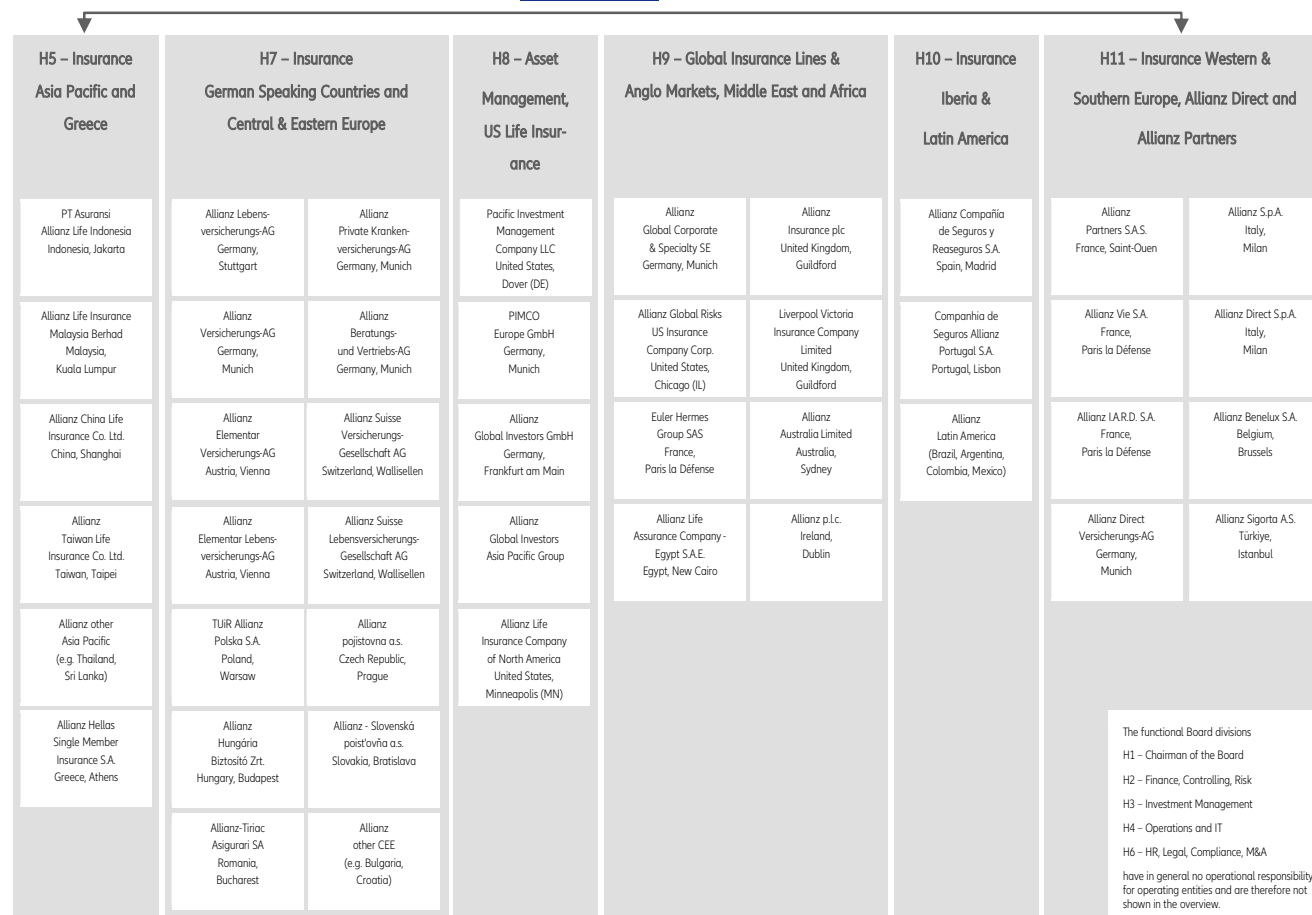 H5 – Insurance
Asia Pacific and
Greece
PT Asuransi
Allianz Life Indonesia
Indonesia, Jakarta
Allianz Life Insurance
Malaysia Berhad
Malaysia,
Kuala Lumpur
Allianz China Life
Insurance Co. Ltd.
China, Shanghai
Allianz
Taiwan Life
Insurance Co. Ltd.
Taiwan, Taipei
Allianz other
Asia Pacific
(e.g. Thailand,
Sri Lanka)
Allianz Hellas
Single Member
Insurance S.A.
Greece, Athens
H7 – Insurance
German Speaking Countries and
Central & Eastern Europe
Allianz Lebens-
versicherungs-AG
Germany,
Stuttgart
Allianz
Private Kranken-
versicherungs-AG
Germany, Munich
Allianz
Versicherungs-AG
Germany,
Munich
Allianz
Beratungs-
und Vertriebs-AG
Germany, Munich
Allianz
Elementar
Versicherungs-AG
Austria, Vienna
Allianz Suisse
Versicherungs-
Gesellschaft AG
Switzerland, Wallisellen
Allianz
Elementar Lebens-
versicherungs-AG
Austria, Vienna
Allianz Suisse
Lebensversicherungs-
Gesellschaft AG
Switzerland, Wallisellen
TUiR Allianz
Polska S.A.
Poland,
Warsaw
Allianz
pojistovna a.s.
Czech Republic,
Prague
Allianz
Hungária
Biztosító Zrt.
Hungary, Budapest
Allianz - Slovenská
poist'ovňa a.s.
Slovakia, Bratislava
Allianz-Tiriac
Asigurari SA
Romania,
Bucharest
Allianz
other CEE
(e.g. Bulgaria,
Croatia)
H8 – Asset
Management,
US Life Insur-
ance
Pacific Investment
Management
Company LLC
United States,
Dover (DE)
PIMCO
Europe GmbH
Germany,
Munich
Allianz
Global Investors GmbH
Germany,
Frankfurt am Main
Allianz
Global Investors
Asia Pacific Group
Allianz Life
Insurance Company
of North America
United States,
Minneapolis (MN)
H9 – Global Insurance Lines &
Anglo Markets, Middle East and Africa
Allianz
Global Corporate
& Specialty SE
Germany, Munich
Allianz
Insurance plc
United Kingdom,
Guildford
Allianz Global Risks
US Insurance
Company Corp.
United States,
Chicago (IL)
Liverpool Victoria
Insurance Company
Limited
United Kingdom,
Guildford
Euler Hermes
Group SAS
France,
Paris la Défense
Allianz
Australia Limited
Australia,
Sydney
Allianz Life
Assurance Company -
Egypt S.A.E.
Egypt, New Cairo
Allianz p.l.c.
Ireland,
Dublin
H10 – Insurance
Iberia &
Latin America
Allianz Compañía
de Seguros y
Reaseguros S.A.
Spain, Madrid
Companhia de
Seguros Allianz
Portugal S.A.
Portugal, Lisbon
Allianz
Latin America
(Brazil, Argentina,
Colombia, Mexico)
H11 – Insurance Western &
Southern Europe, Allianz Direct and
Allianz Partners
Allianz
Partners S.A.S.
France, Saint-Ouen
Allianz S.p.A.
Italy,
Milan
Allianz Vie S.A.
France,
Paris la Défense
Allianz Direct S.p.A.
Italy,
Milan
Allianz I.A.R.D. S.A.
France,
Paris la Défense
Allianz Benelux S.A.
Belgium,
Brussels
Allianz Direct
Versicherungs-AG
Germany,
Munich
Allianz Sigorta A.S.
Türkiye,
Istanbul
The functional Board divisions
H1 – Chairman of the Board
H2 – Finance, Controlling, Risk
H3 – Investment Management
H4 – Operations and IT
H6 – HR, Legal, Compliance, M&A
have in general no operational responsibility
for operating entities and are therefore not
shown in the overview.